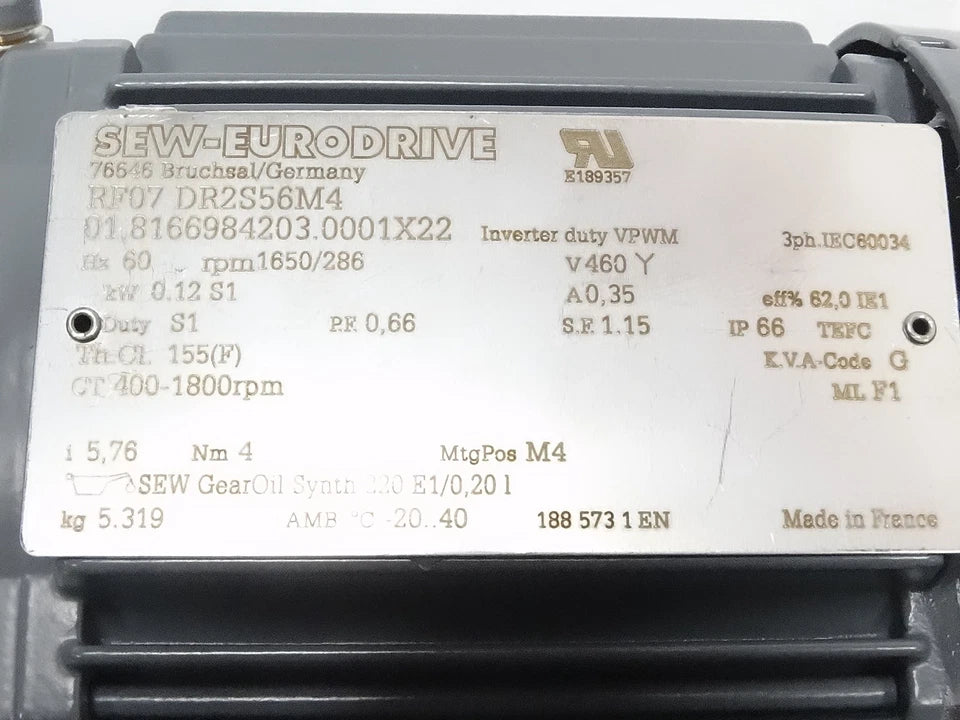 SEW-EURODRIVE
76646 Bruchsal/Germany
RU
E189357
RF07 DR2S56M4
01.8166984203.0001X22 Inverter duty VPWM 3ph.IEC60034
Hz 60 rpm 1650/286 V 460 Y
kW 0.12 S1 A 0,35 eff% 62,0 IE1
Duty S1 P.F. 0,66 S.F. 1.15 IP 66 TEFC
Th.Cl. 155(F) K.V.A-Code G
CT 400-1800rpm ML F1
i 5,76 Nm 4 MtgPos M4
SEW GearOil Synth 220 E1/0,20 l
kg 5.319 AMB °C -20..40 188 573 1 EN Made in France